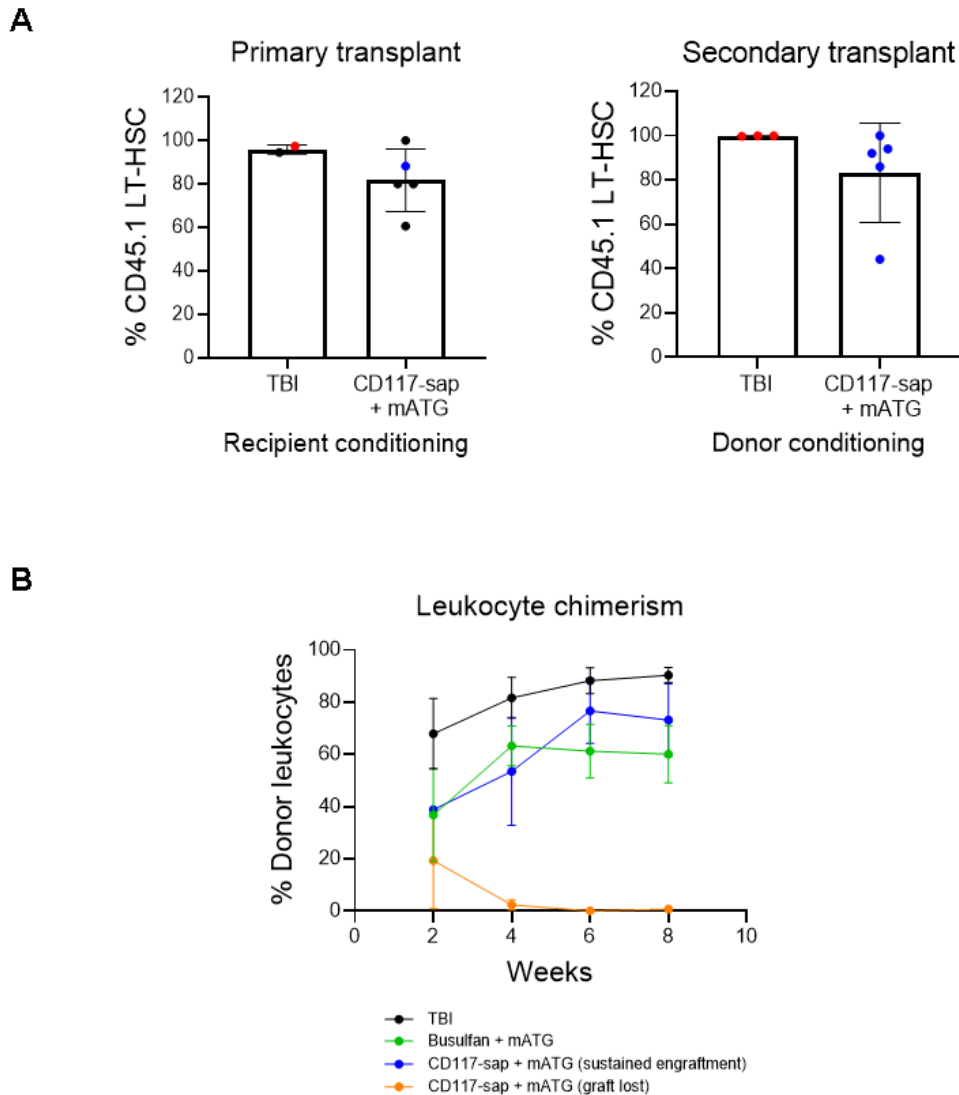 A
Primary transplant
% CD45.1 LT-HSC
120
100
80
60
40
20
0
TBI
CD117-sap
+ mATG
Recipient conditioning
Secondary transplant
% CD45.1 LT-HSC
120
100
80
60
40
20
0
TBI
CD117-sap
+ mATG
Donor conditioning
B
Leukocyte chimerism
% Donor leukocytes
100
80
60
40
20
0
0 2 4 6 8 10
Weeks
TBI
Busulfan + mATG
CD117-sap + mATG (sustained engraftment)
CD117-sap + mATG (graft lost)